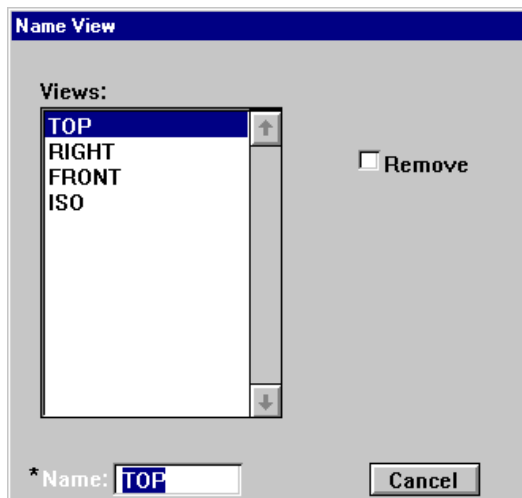 Name View
Views:
TOP
RIGHT
FRONT
ISO
Remove
*Name: TOP
Cancel